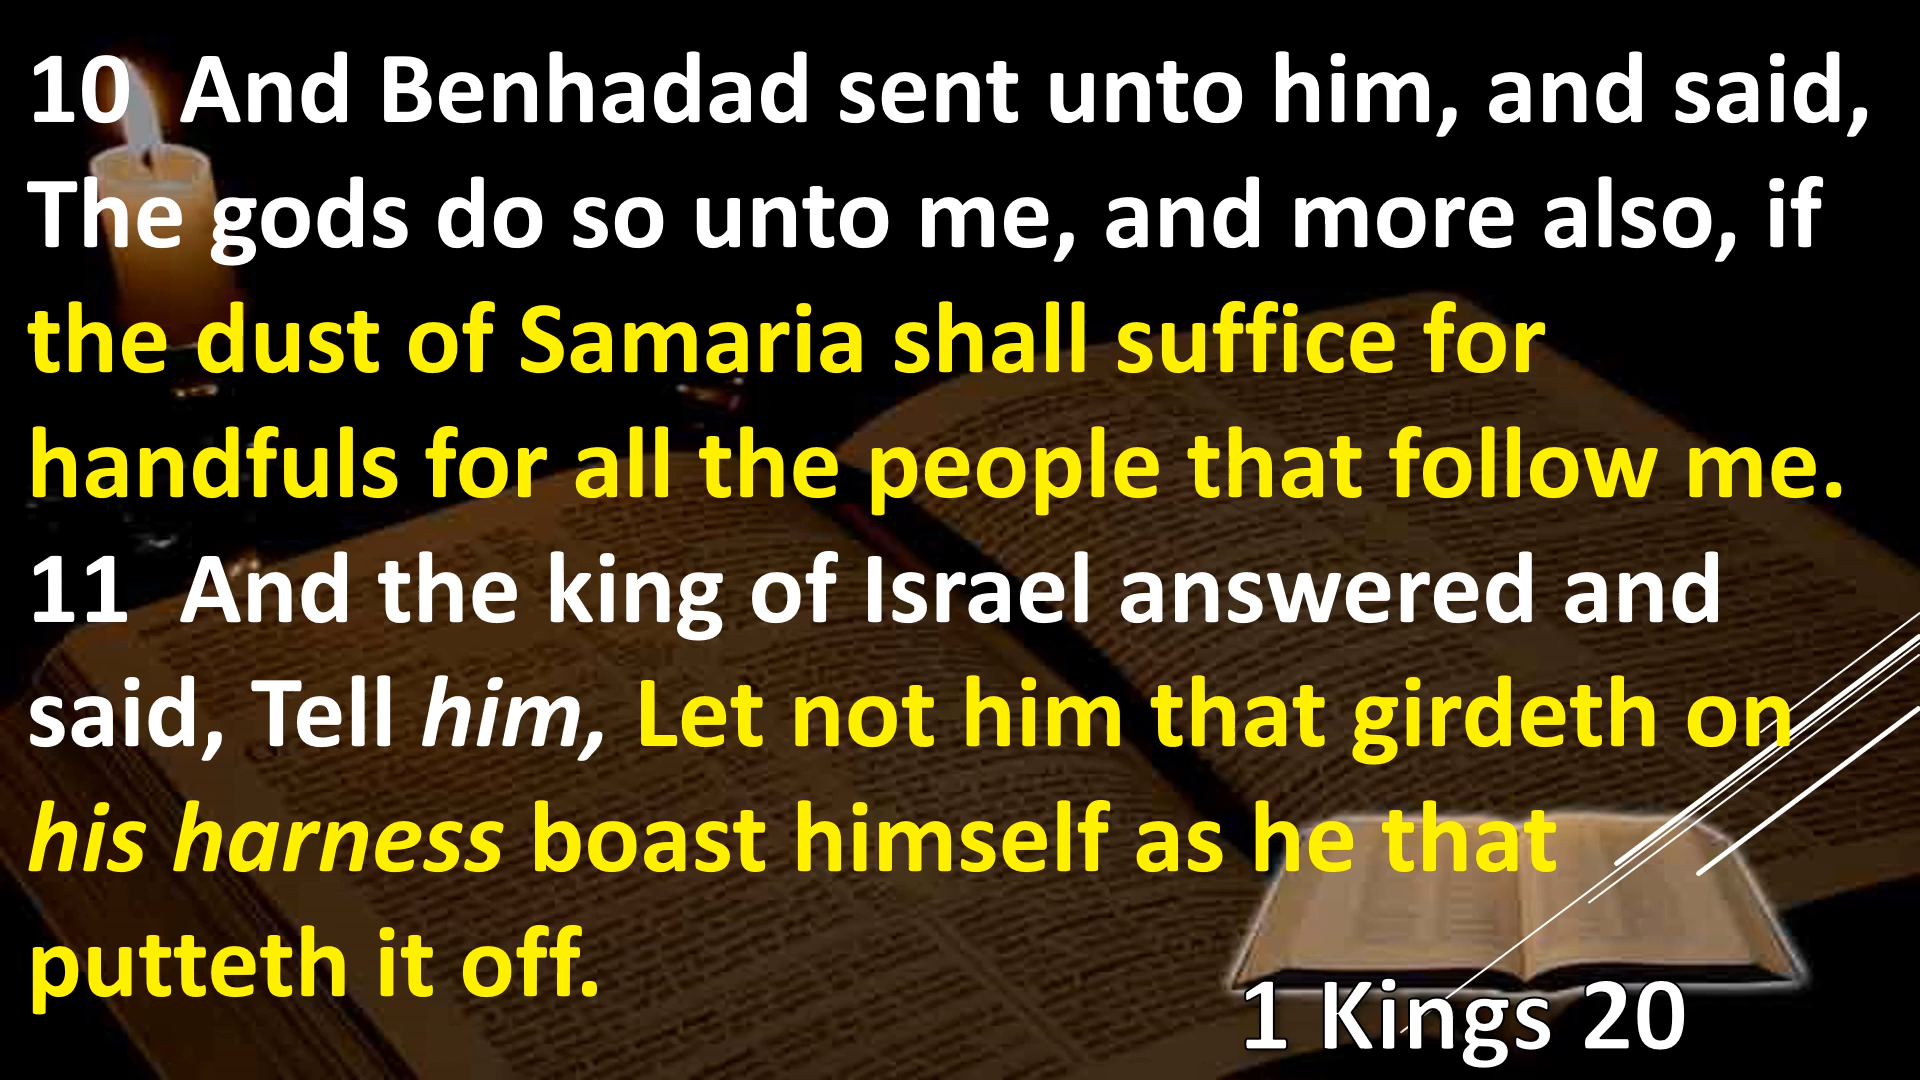 10  And Benhadad sent unto him, and said,
The gods do so unto me, and more also, if
the dust of Samaria shall suffice for
handfuls for all the people that follow me.
11  And the king of Israel answered and
said, Tell him, Let not him that girdeth on
his harness boast himself as he that
putteth it off.
1 Kings 20